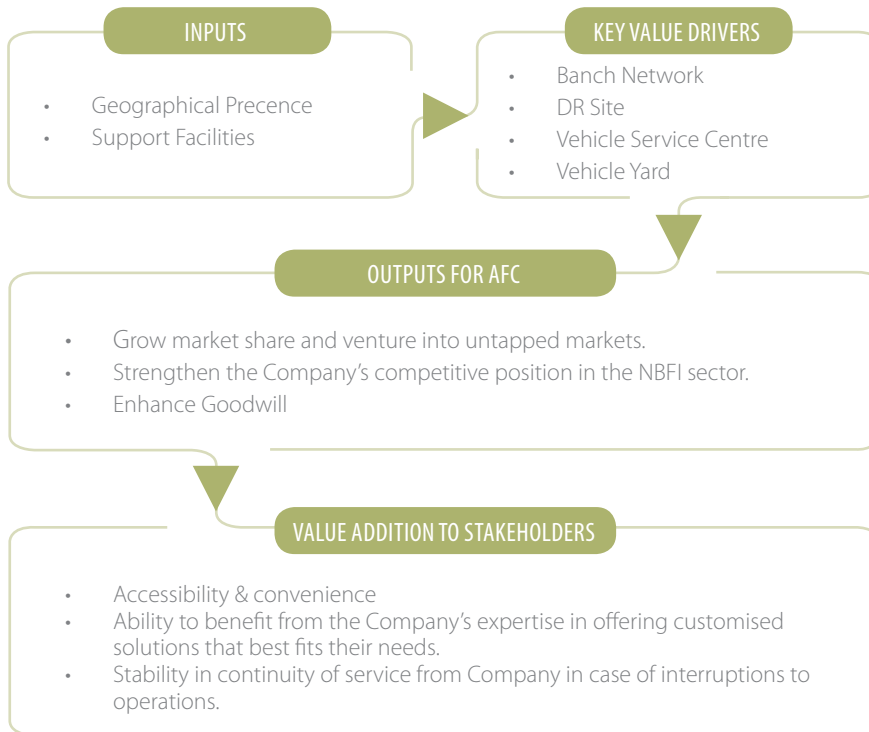 INPUTS
• Geographical Precence
• Support Facilities
KEY VALUE DRIVERS
• Banch Network
• DR Site
• Vehicle Service Centre
• Vehicle Yard
OUTPUTS FOR AFC
• Grow market share and venture into untapped markets.
• Strengthen the Company’s competitive position in the NBFI sector.
• Enhance Goodwill
VALUE ADDITION TO STAKEHOLDERS
• Accessibility & convenience
• Ability to benefit from the Company’s expertise in offering customised
solutions that best fits their needs.
• Stability in continuity of service from Company in case of interruptions to
operations.